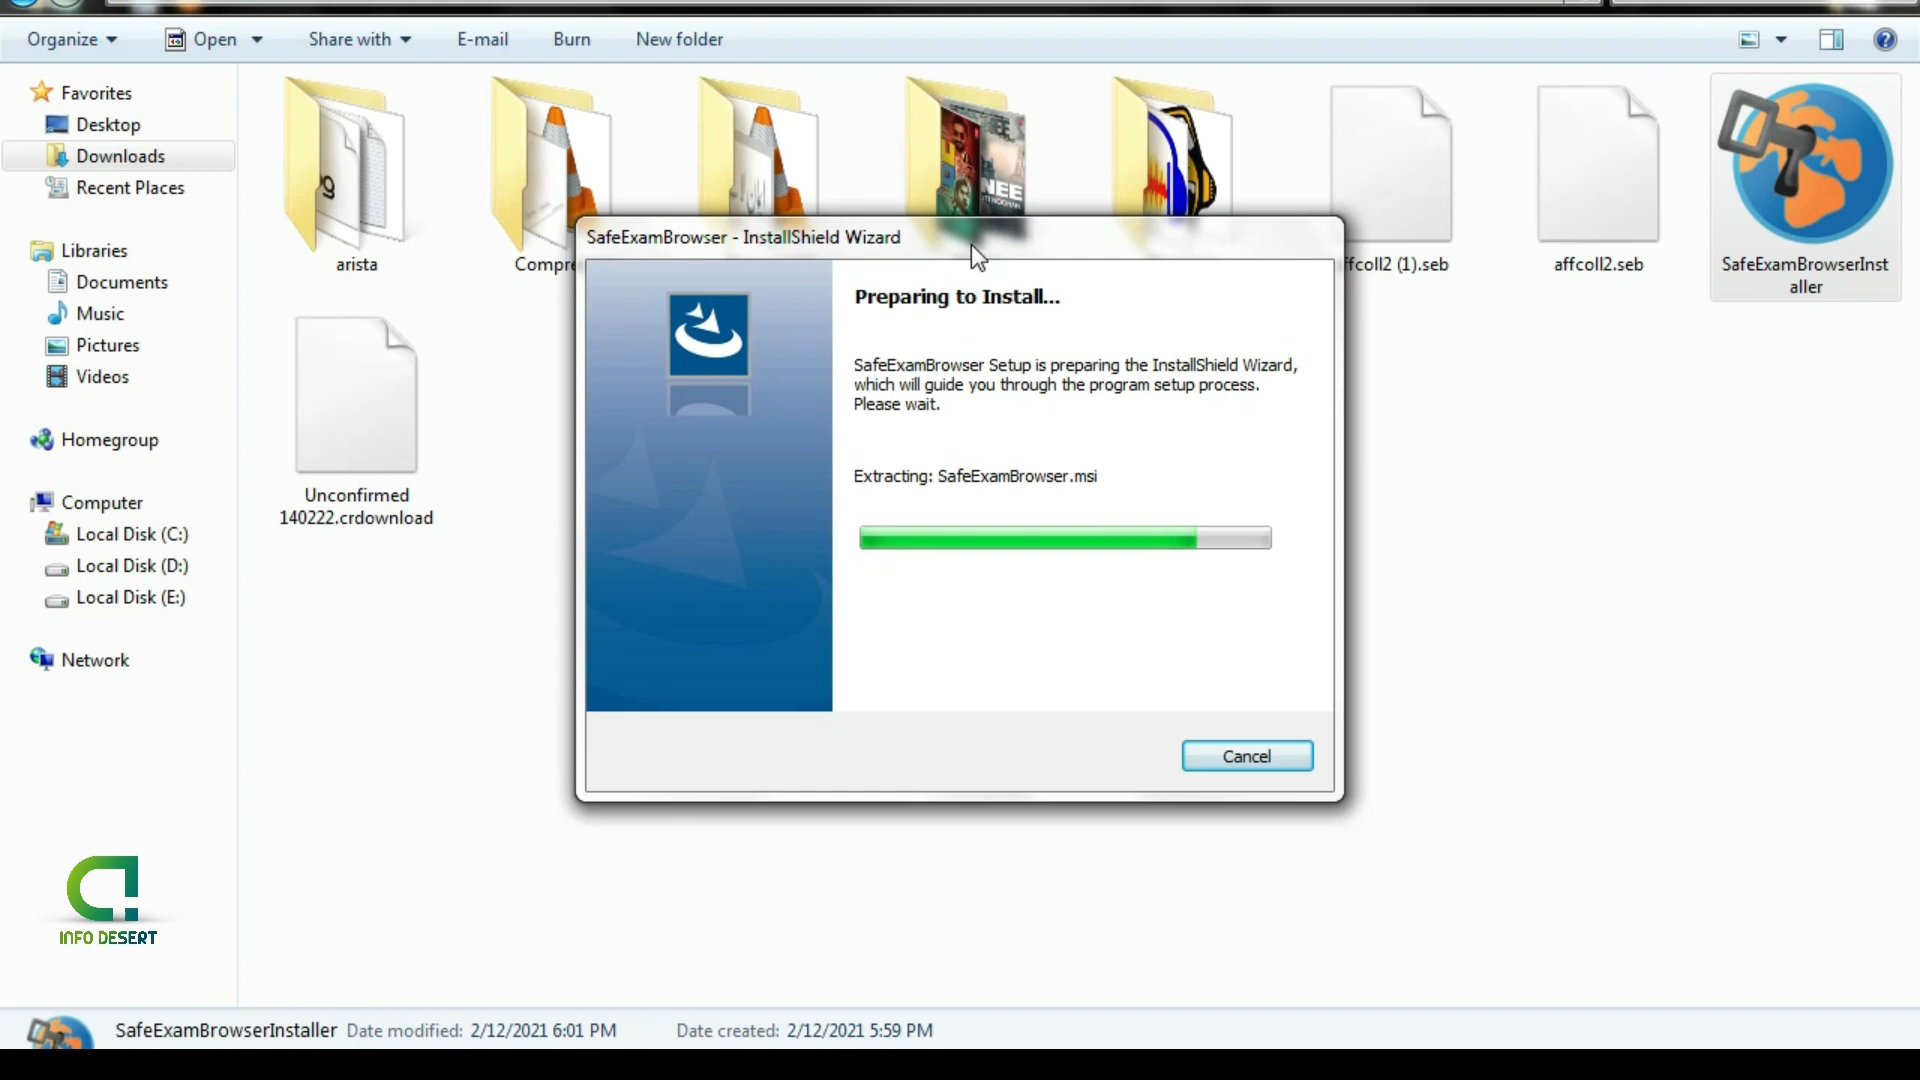 Organize Open Share with E-mail Burn New folder
Favorites
Desktop
Downloads
Recent Places
Libraries
Documents
Music
Pictures
Videos
Homegroup
Computer
Local Disk (C:)
Local Disk (D:)
Local Disk (E:)
Network
INFO DESERT
arista
Compre
ffcoll2 (1).seb
affcoll2.seb
SafeExamBrowserInst
aller
Unconfirmed
140222.crdownload
NEE
SafeExamBrowser - InstallShield Wizard
Preparing to Install...
SafeExamBrowser Setup is preparing the InstallShield Wizard,
which will guide you through the program setup process.
Please wait.
Extracting: SafeExamBrowser.msi
Cancel
SafeExamBrowserInstaller Date modified: 2/12/2021 6:01 PM Date created: 2/12/2021 5:59 PM